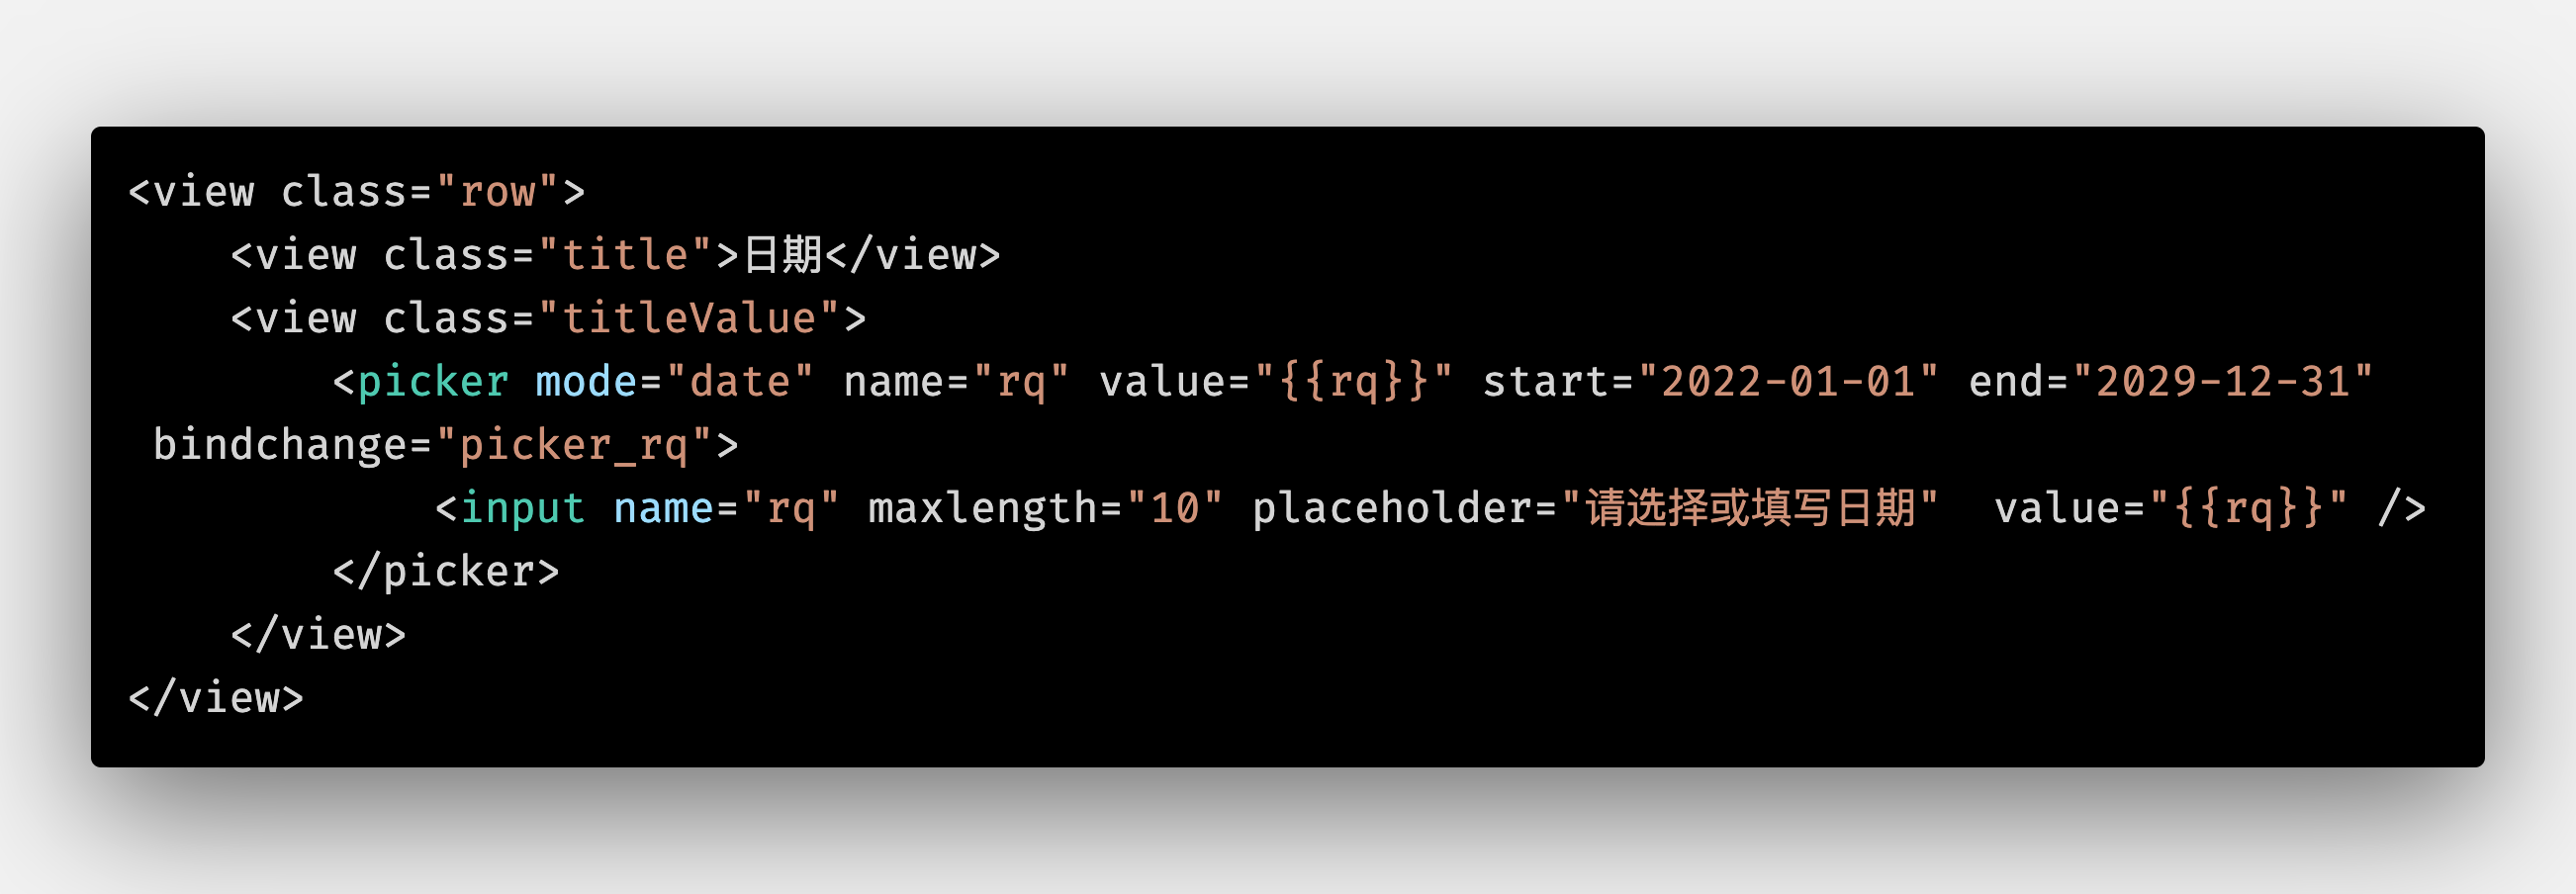 <view class="row">
    <view class="title">日期</view>
    <view class="titleValue">
        <picker mode="date" name="rq" value="{{rq}}" start="2022-01-01" end="2029-12-31"
 bindchange="picker_rq">
            <input name="rq" maxlength="10" placeholder="请选择或填写日期"  value="{{rq}}" />
        </picker>
    </view>
</view>